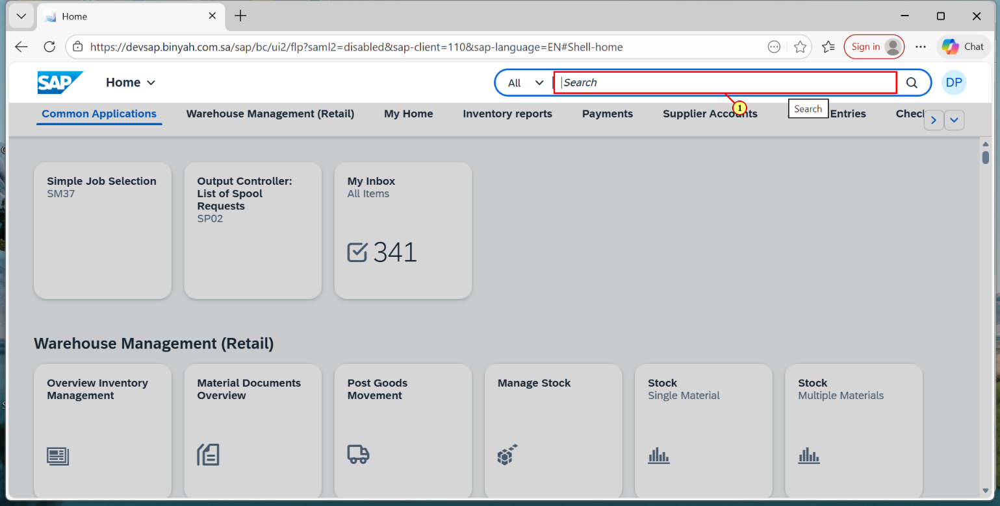 Home
https://devsap.binyah.com.sa/sap/bc/ui2/flp?saml2=disabled&sap-client=110&sap-language=EN#Shell-home
Sign in
Chat
SAP
Home
All
Search
DP
1
Search
Common Applications
Warehouse Management (Retail)
My Home
Inventory reports
Payments
Supplier Accounts
Entries
Simple Job Selection
SM37
Output Controller:
List of Spool
Requests
SP02
My Inbox
All Items
341
Warehouse Management (Retail)
Overview Inventory
Management
Material Documents
Overview
Post Goods
Movement
Manage Stock
Stock
Single Material
Stock
Multiple Materials